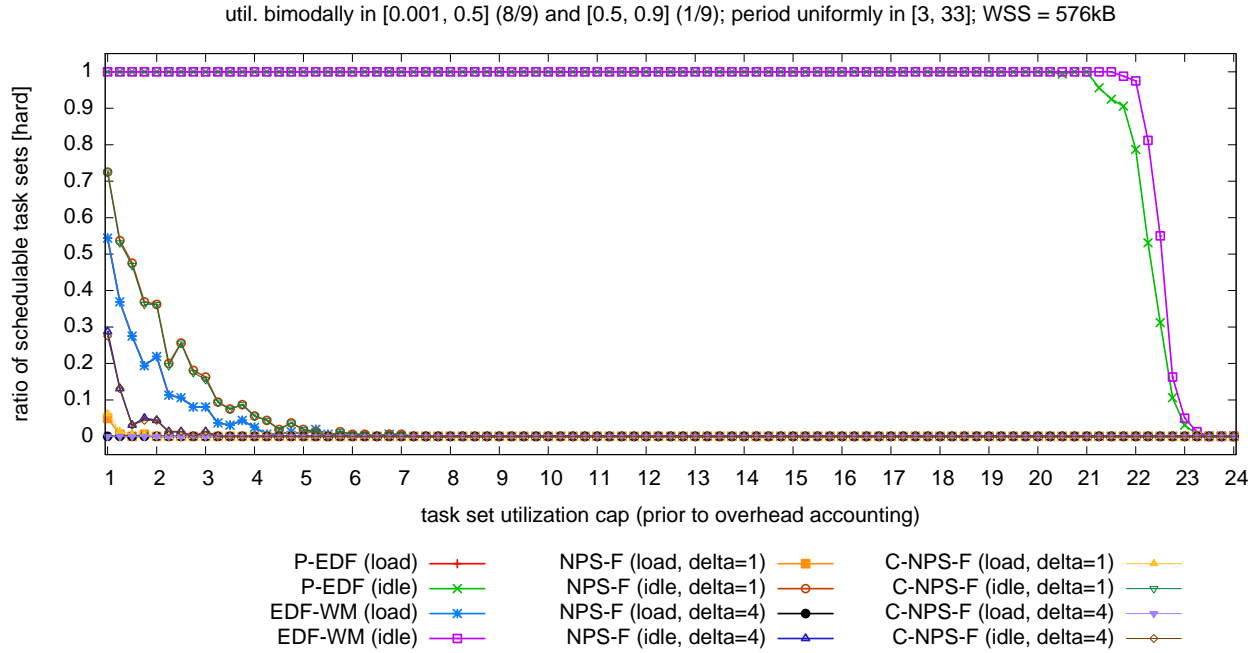 util. bimodally in [0.001, 0.5] (8/9) and [0.5, 0.9] (1/9); period uniformly in [3, 33]; WSS = 576kB
ratio of schedulable task sets [hard]
1
0.9
0.8
0.7
0.6
0.5
0.4
0.3
0.2
0.1
0
1 2 3 4 5 6 7 8 9 10 11 12 13 14 15 16 17 18 19 20 21 22 23 24
task set utilization cap (prior to overhead accounting)
P-EDF (load) NPS-F (load, delta=1) C-NPS-F (load, delta=1)
P-EDF (idle) NPS-F (idle, delta=1) C-NPS-F (idle, delta=1)
EDF-WM (load) NPS-F (load, delta=4) C-NPS-F (load, delta=4)
EDF-WM (idle) NPS-F (idle, delta=4) C-NPS-F (idle, delta=4)